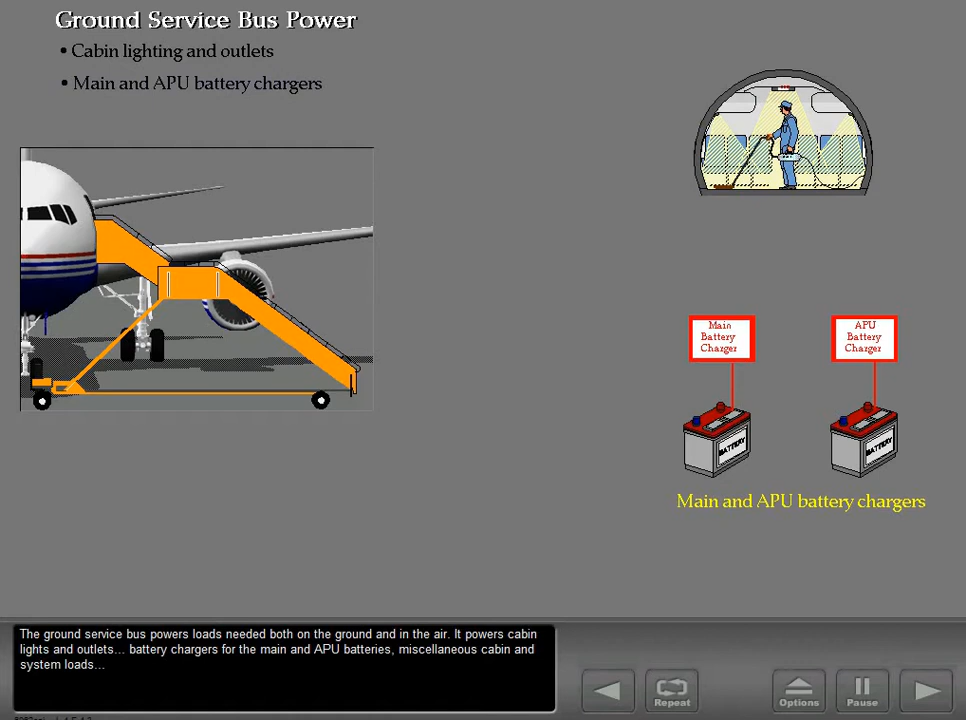 Ground Service Bus Power
• Cabin lighting and outlets
• Main and APU battery chargers
Main
Battery
Charger
APU
Battery
Charger
BATTERY
BATTERY
Main and APU battery chargers
The ground service bus powers loads needed both on the ground and in the air. It powers cabin
lights and outlets... battery chargers for the main and APU batteries, miscellaneous cabin and
system loads...
Repeat
Options
Pause